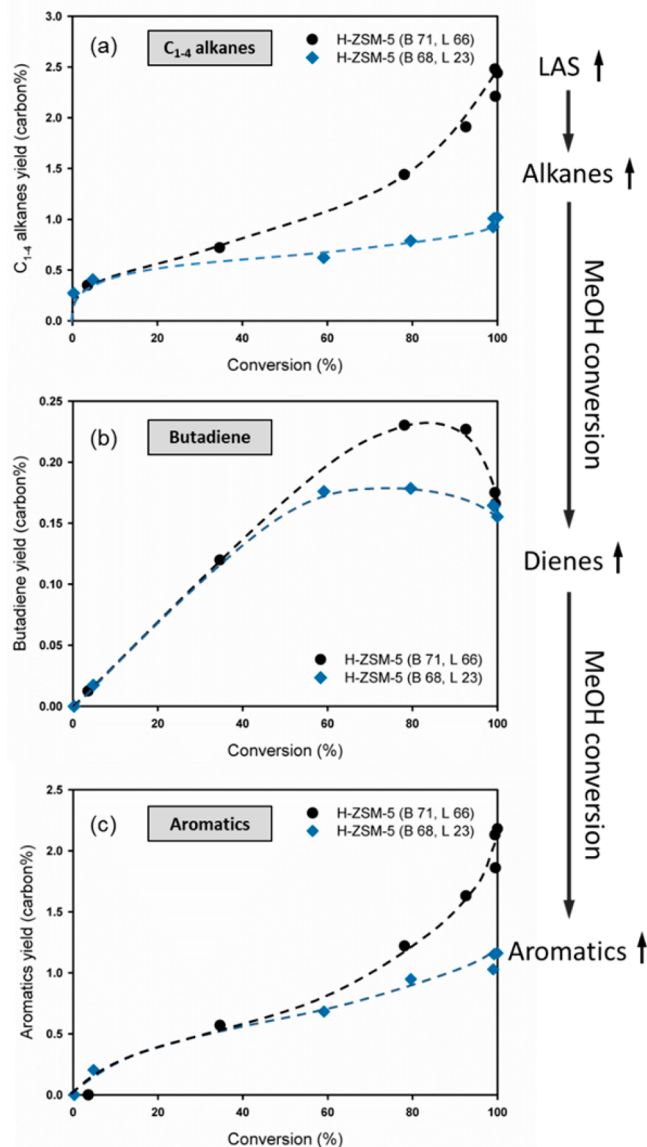 (a)
C1-4 alkanes
H-ZSM-5 (B 71, L 66)
H-ZSM-5 (B 68, L 23)
C1-4 alkanes yield (carbon%)
3.0
2.5
2.0
1.5
1.0
0.5
0.0
0 20 40 60 80 100
Conversion (%)
(b)
Butadiene
Butadiene yield (carbon%)
0.25
0.20
0.15
0.10
0.05
0.00
H-ZSM-5 (B 71, L 66)
H-ZSM-5 (B 68, L 23)
0 20 40 60 80 100
Conversion (%)
(c)
Aromatics
H-ZSM-5 (B 71, L 66)
H-ZSM-5 (B 68, L 23)
Aromatics yield (carbon%)
2.5
2.0
1.5
1.0
0.5
0.0
0 20 40 60 80 100
Conversion (%)
LAS
Alkanes
MeOH conversion
Dienes
MeOH conversion
Aromatics